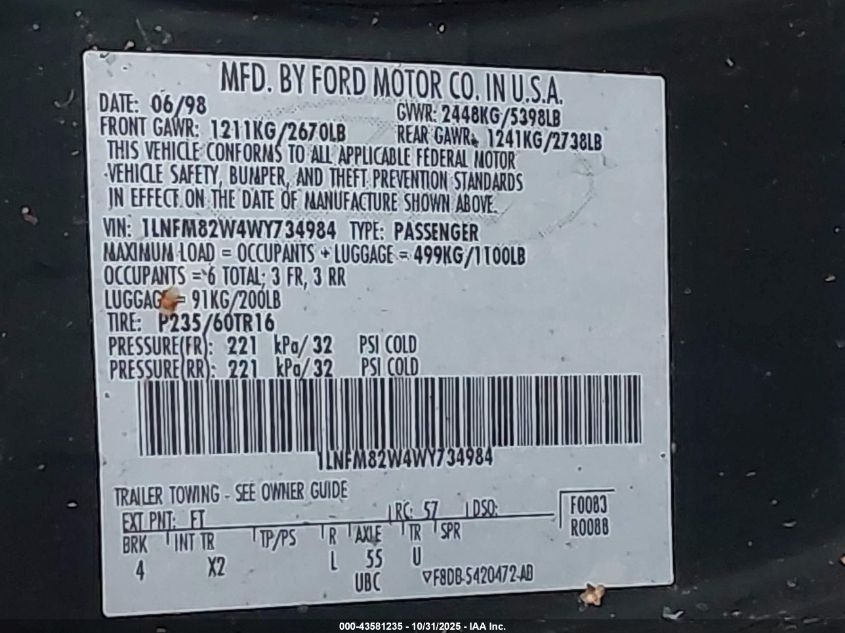 MFD. BY FORD MOTOR CO. IN U.S.A.
DATE: 06/98 GVWR: 2448KG/5398LB
FRONT GAWR: 1211KG/2670LB REAR GAWR: 1241KG/2738LB
THIS VEHICLE CONFORMS TO ALL APPLICABLE FEDERAL MOTOR
VEHICLE SAFETY, BUMPER, AND THEFT PREVENTION STANDARDS
IN EFFECT ON THE DATE OF MANUFACTURE SHOWN ABOVE.
VIN: 1LNFM82W4WY734984 TYPE: PASSENGER
MAXIMUM LOAD = OCCUPANTS + LUGGAGE = 499KG/1100LB
OCCUPANTS = 6 TOTAL; 3 FR, 3 RR
LUGGAGE = 91KG/200LB
TIRE: P235/60TR16
PRESSURE(FR): 221 kPa/32 PSI COLD
PRESSURE(RR): 221 kPa/32 PSI COLD
1LNFM82W4WY734984
TRAILER TOWING - SEE OWNER GUIDE
EXT PNT: FT RC: 57 DSO: F0083
R0088
BRK INT TR TP/PS R AXLE TR SPR
4 X2 L 55 U
UBC F8DB-5420472-AB
000-43581235 - 10/31/2025 - IAA Inc.